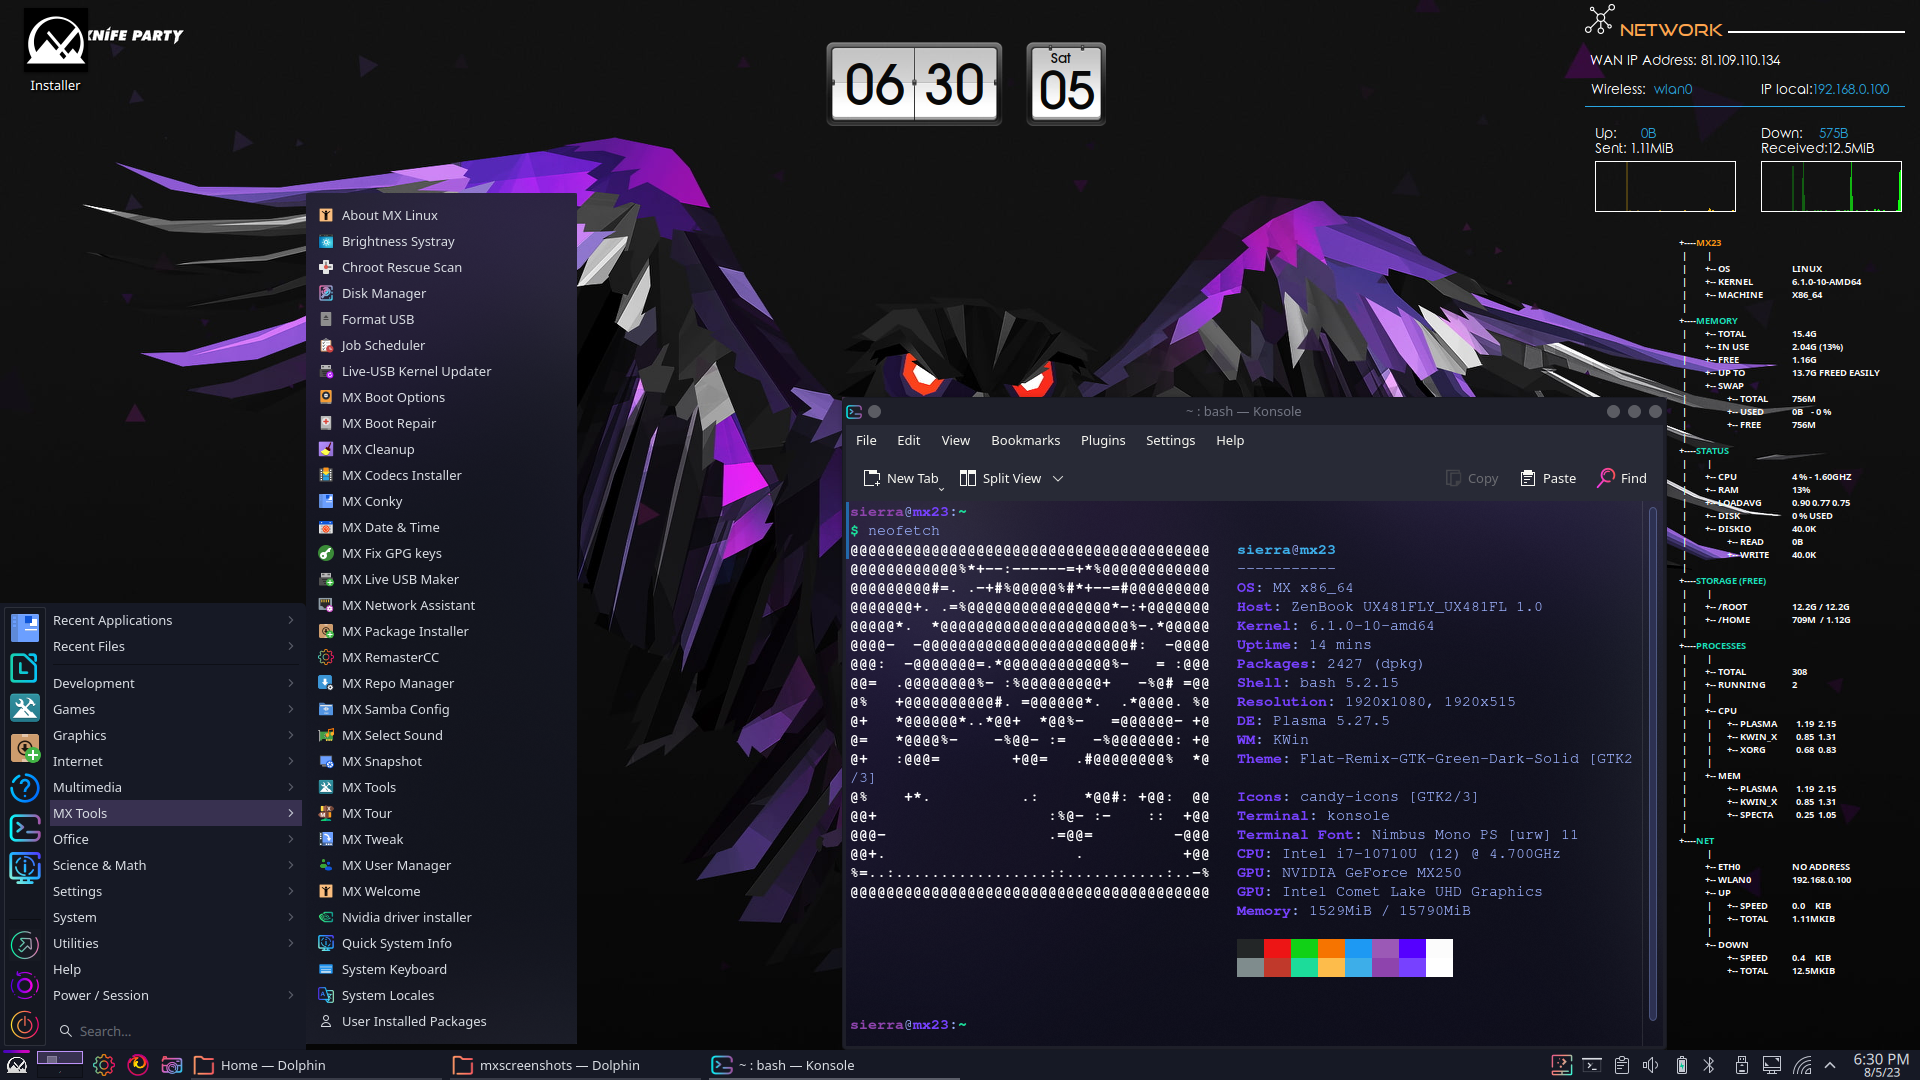 KNIFE PARTY
Installer
06 30
Sat
05
NETWORK
WAN IP Address: 81.109.110.134
Wireless: wlan0 IP local:192.168.0.100
Up: 0B Down: 575B
Sent: 1.11MiB Received:12.5MiB
+----MX23
+-- OS LINUX
+-- KERNEL 6.1.0-10-AMD64
+-- MACHINE X86_64
+----MEMORY
+-- TOTAL 15.4G
+-- IN USE 2.04G (13%)
+-- FREE 1.16G
+-- UP TO 13.7G FREED EASILY
+-- SWAP
+-- TOTAL 756M
+-- USED 0B - 0 %
+-- FREE 756M
+----STATUS
+-- CPU 4 % - 1.60GHZ
+-- RAM 13%
+-- LOADAVG 0.90 0.77 0.75
+-- DISK 0 % USED
+-- DISKIO 40.0K
+-- READ 0B
+-- WRITE 40.0K
+----STORAGE (FREE)
+-- /ROOT 12.2G / 12.2G
+-- /HOME 709M / 1.12G
+----PROCESSES
+-- TOTAL 308
+-- RUNNING 2
+-- CPU
+-- PLASMA 1.19 2.15
+-- KWIN_X 0.85 1.31
+-- XORG 0.68 0.83
+-- MEM
+-- PLASMA 1.19 2.15
+-- KWIN_X 0.85 1.31
+-- SPECTA 0.25 1.05
+----NET
+-- ETH0 NO ADDRESS
+-- WLAN0 192.168.0.100
+-- UP
+-- SPEED 0.0 KIB
+-- TOTAL 1.11MKIB
+-- DOWN
+-- SPEED 0.4 KIB
+-- TOTAL 12.5MKIB
About MX Linux
Brightness Systray
Chroot Rescue Scan
Disk Manager
Format USB
Job Scheduler
Live-USB Kernel Updater
MX Boot Options
MX Boot Repair
MX Cleanup
MX Codecs Installer
MX Conky
MX Date & Time
MX Fix GPG keys
MX Live USB Maker
MX Network Assistant
MX Package Installer
MX RemasterCC
MX Repo Manager
MX Samba Config
MX Select Sound
MX Snapshot
MX Tools
MX Tour
MX Tweak
MX User Manager
MX Welcome
Nvidia driver installer
Quick System Info
System Keyboard
System Locales
User Installed Packages
Recent Applications
Recent Files
Development
Games
Graphics
Internet
Multimedia
MX Tools
Office
Science & Math
Settings
System
Utilities
Help
Power / Session
Search...
~ : bash — Konsole
File Edit View Bookmarks Plugins Settings Help
New Tab Split View Copy Paste Find
sierra@mx23:~
$ neofetch
sierra@mx23
-----------
OS: MX x86_64
Host: ZenBook UX481FLY_UX481FL 1.0
Kernel: 6.1.0-10-amd64
Uptime: 14 mins
Packages: 2427 (dpkg)
Shell: bash 5.2.15
Resolution: 1920x1080, 1920x515
DE: Plasma 5.27.5
WM: KWin
Theme: Flat-Remix-GTK-Green-Dark-Solid [GTK2
/3]
Icons: candy-icons [GTK2/3]
Terminal: konsole
Terminal Font: Nimbus Mono PS [urw] 11
CPU: Intel i7-10710U (12) @ 4.700GHz
GPU: NVIDIA GeForce MX250
GPU: Intel Comet Lake UHD Graphics
Memory: 1529MiB / 15790MiB
sierra@mx23:~
Home — Dolphin
mxscreenshots — Dolphin
~ : bash — Konsole
6:30 PM
8/5/23